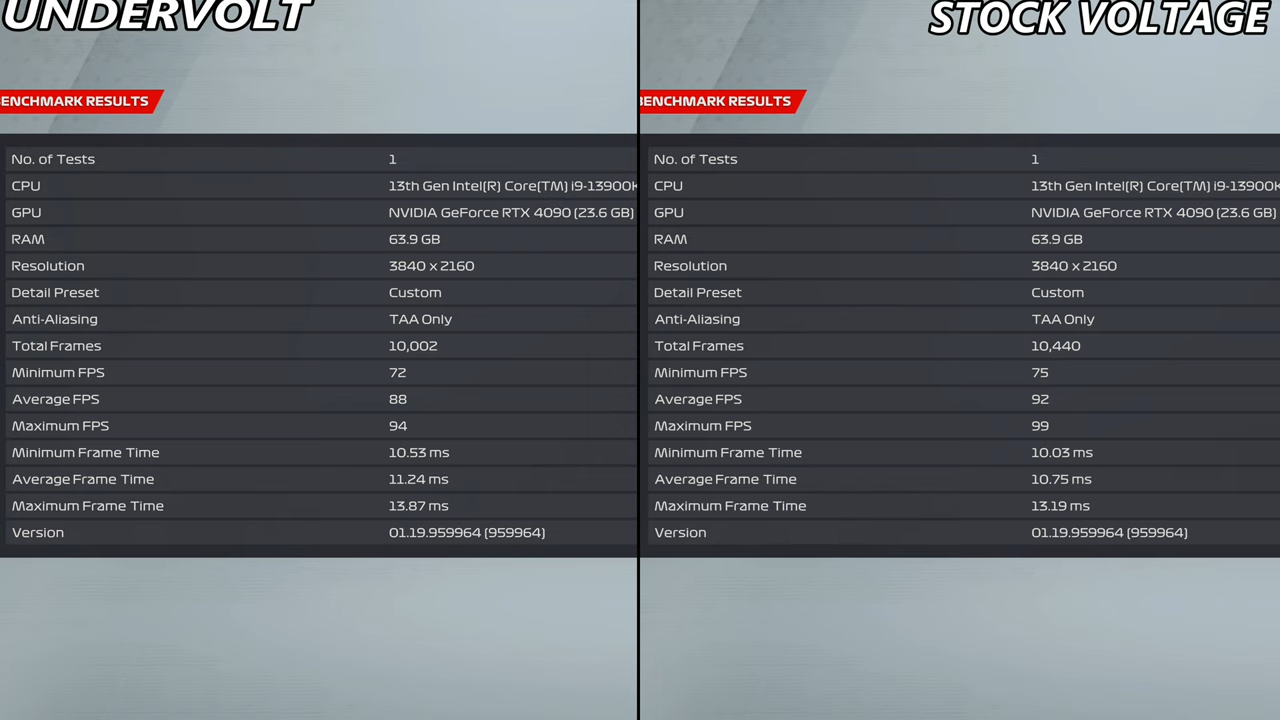 UNDERVOLT
BENCHMARK RESULTS
No. of Tests 1
CPU 13th Gen Intel(R) Core(TM) i9-13900K
GPU NVIDIA GeForce RTX 4090 (23.6 GB)
RAM 63.9 GB
Resolution 3840 x 2160
Detail Preset Custom
Anti-Aliasing TAA Only
Total Frames 10,002
Minimum FPS 72
Average FPS 88
Maximum FPS 94
Minimum Frame Time 10.53 ms
Average Frame Time 11.24 ms
Maximum Frame Time 13.87 ms
Version 01.19.959964 (959964)
STOCK VOLTAGE
BENCHMARK RESULTS
No. of Tests 1
CPU 13th Gen Intel(R) Core(TM) i9-13900K
GPU NVIDIA GeForce RTX 4090 (23.6 GB)
RAM 63.9 GB
Resolution 3840 x 2160
Detail Preset Custom
Anti-Aliasing TAA Only
Total Frames 10,440
Minimum FPS 75
Average FPS 92
Maximum FPS 99
Minimum Frame Time 10.03 ms
Average Frame Time 10.75 ms
Maximum Frame Time 13.19 ms
Version 01.19.959964 (959964)